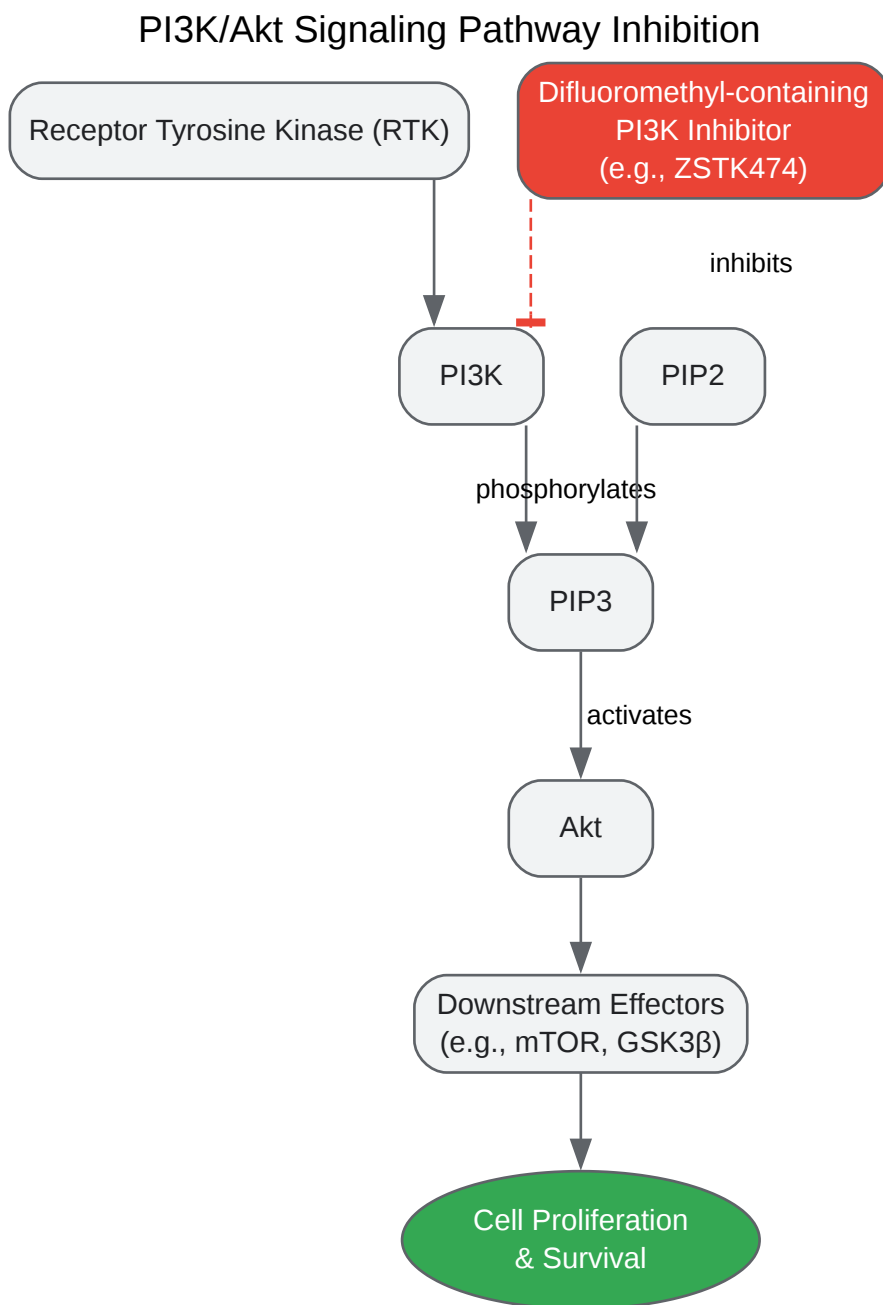 PI3K/Akt Signaling Pathway Inhibition
Receptor Tyrosine Kinase (RTK)
Difluoromethyl-containing
PI3K Inhibitor
(e.g., ZSTK474)
inhibits
PI3K
PIP2
phosphorylates
PIP3
activates
Akt
Downstream Effectors
(e.g., mTOR, GSK3β)
Cell Proliferation
& Survival